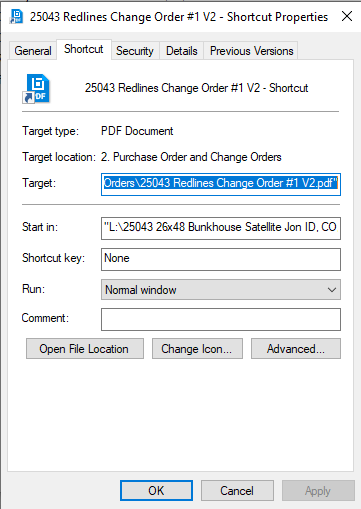 25043 Redlines Change Order #1 V2 - Shortcut Properties
General Shortcut Security Details Previous Versions
PDF
25043 Redlines Change Order #1 V2 - Shortcut
Target type: PDF Document
Target location: 2. Purchase Order and Change Orders
Target: Orders\25043 Redlines Change Order #1 V2.pdf"
Start in: "L:\25043 26x48 Bunkhouse Satellite Jon ID, CO
Shortcut key: None
Run: Normal window
Comment:
Open File Location Change Icon... Advanced...
OK Cancel Apply